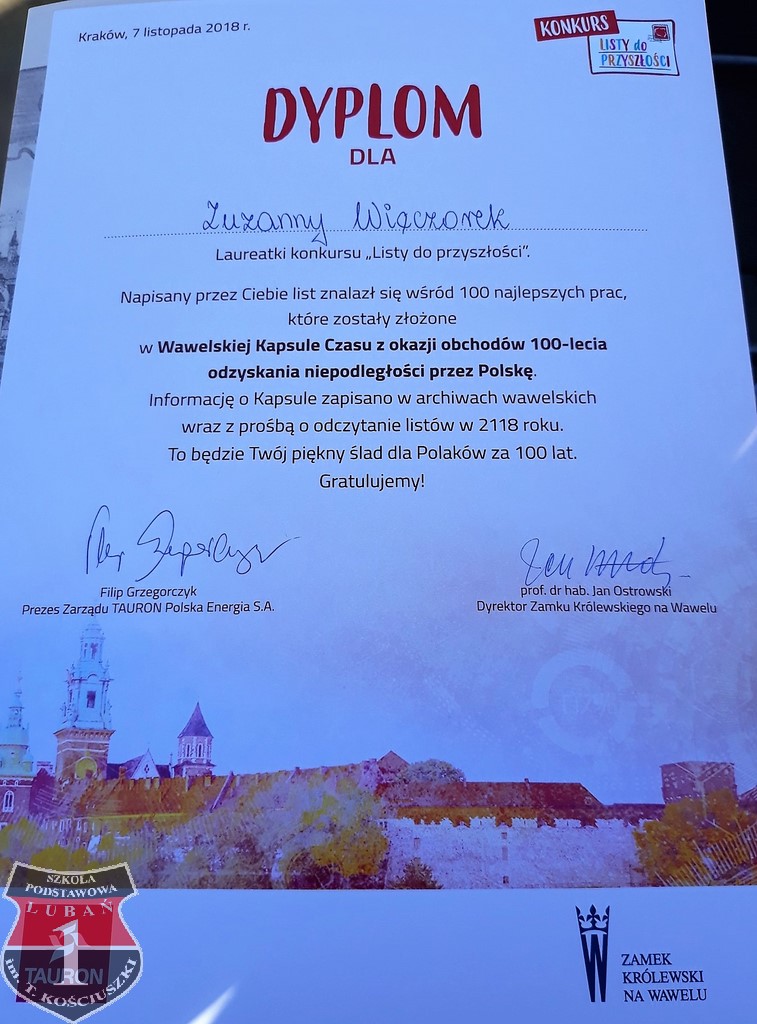 Kraków, 7 listopada 2018 r.
KONKURS
LISTY do
PRZYSZŁOŚCI
DYPLOM
DLA
Zuzanny Wiączorek
Laureatki konkursu „Listy do przyszłości”.
Napisany przez Ciebie list znalazł się wśród 100 najlepszych prac,
które zostały złożone
w Wawelskiej Kapsule Czasu z okazji obchodów 100-lecia
odzyskania niepodległości przez Polskę.
Informację o Kapsule zapisano w archiwach wawelskich
wraz z prośbą o odczytanie listów w 2118 roku.
To będzie Twój piękny ślad dla Polaków za 100 lat.
Gratulujemy!
Filip Grzegorczyk
Prezes Zarządu TAURON Polska Energia S.A.
prof. dr hab. Jan Ostrowski
Dyrektor Zamku Królewskiego na Wawelu
SZKOŁA
PODSTAWOWA
LUBAŃ
1
TAURON
im. T. KOŚCIUSZKI
W
ZAMEK
KRÓLEWSKI
NA WAWELU